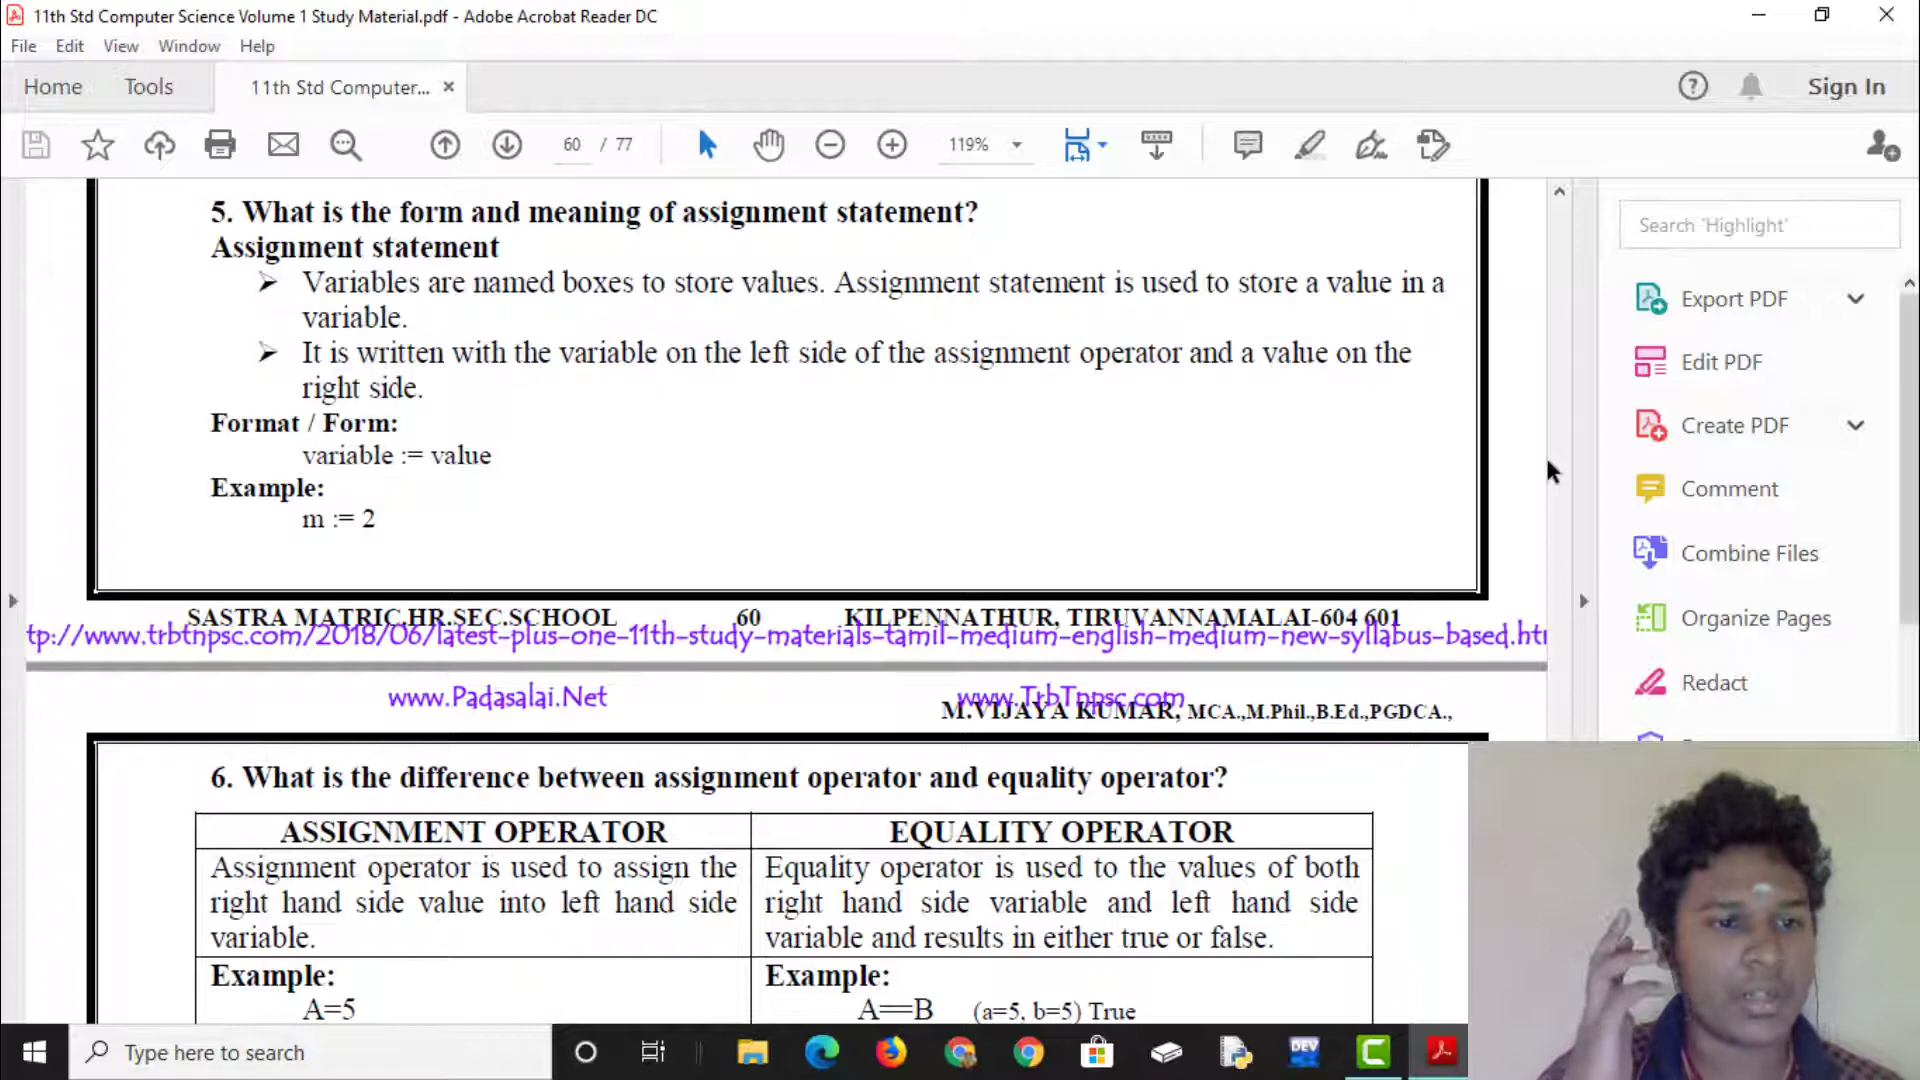 11th Std Computer Science Volume 1 Study Material.pdf - Adobe Acrobat Reader DC
File Edit View Window Help
Home Tools 11th Std Computer... × Sign In
60 / 77 119%
5. What is the form and meaning of assignment statement?
Assignment statement
➢ Variables are named boxes to store values. Assignment statement is used to store a value in a
variable.
➢ It is written with the variable on the left side of the assignment operator and a value on the
right side.
Format / Form:
variable := value
Example:
m := 2
SASTRA MATRIC.HR.SEC.SCHOOL 60 KILPENNATHUR, TIRUVANNAMALAI-604 601
tp://www.trbtnpsc.com/2018/06/latest-plus-one-11th-study-materials-tamil-medium-english-medium-new-syllabus-based.htm
www.Padasalai.Net www.TrbTnpsc.com
M.VIJAYA KUMAR, MCA.,M.Phil.,B.Ed.,PGDCA.,
6. What is the difference between assignment operator and equality operator?
ASSIGNMENT OPERATOR
Assignment operator is used to assign the
right hand side value into left hand side
variable.
Example:
A=5
EQUALITY OPERATOR
Equality operator is used to the values of both
right hand side variable and left hand side
variable and results in either true or false.
Example:
A==B (a=5, b=5) True
Search 'Highlight'
Export PDF
Edit PDF
Create PDF
Comment
Combine Files
Organize Pages
Redact
Type here to search
DEV